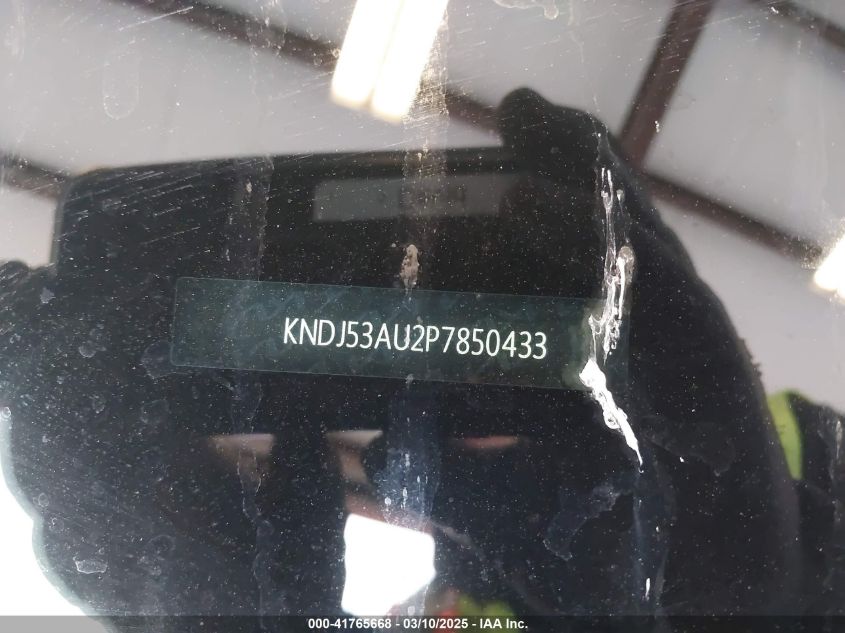 KNDJ53AU2P7850433
000-41765668 - 03/10/2025 - IAA Inc.